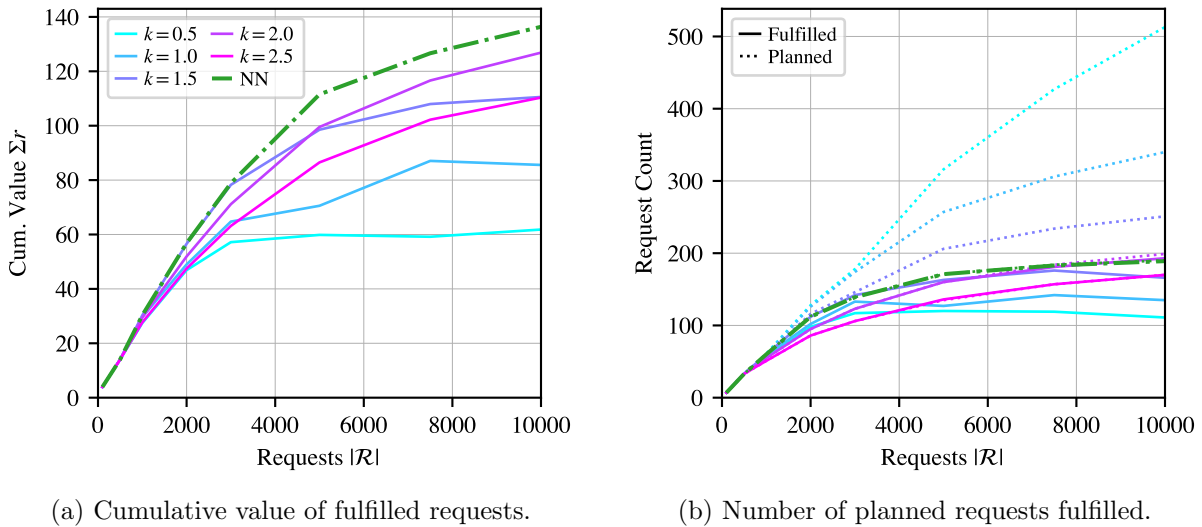 140
120
100
80
60
40
20
0
Cum. Value Σr
k = 0.5
k = 1.0
k = 1.5
k = 2.0
k = 2.5
NN
0 2000 4000 6000 8000 10000
Requests |ℛ|
(a) Cumulative value of fulfilled requests.
500
400
300
200
100
0
Request Count
Fulfilled
Planned
0 2000 4000 6000 8000 10000
Requests |ℛ|
(b) Number of planned requests fulfilled.